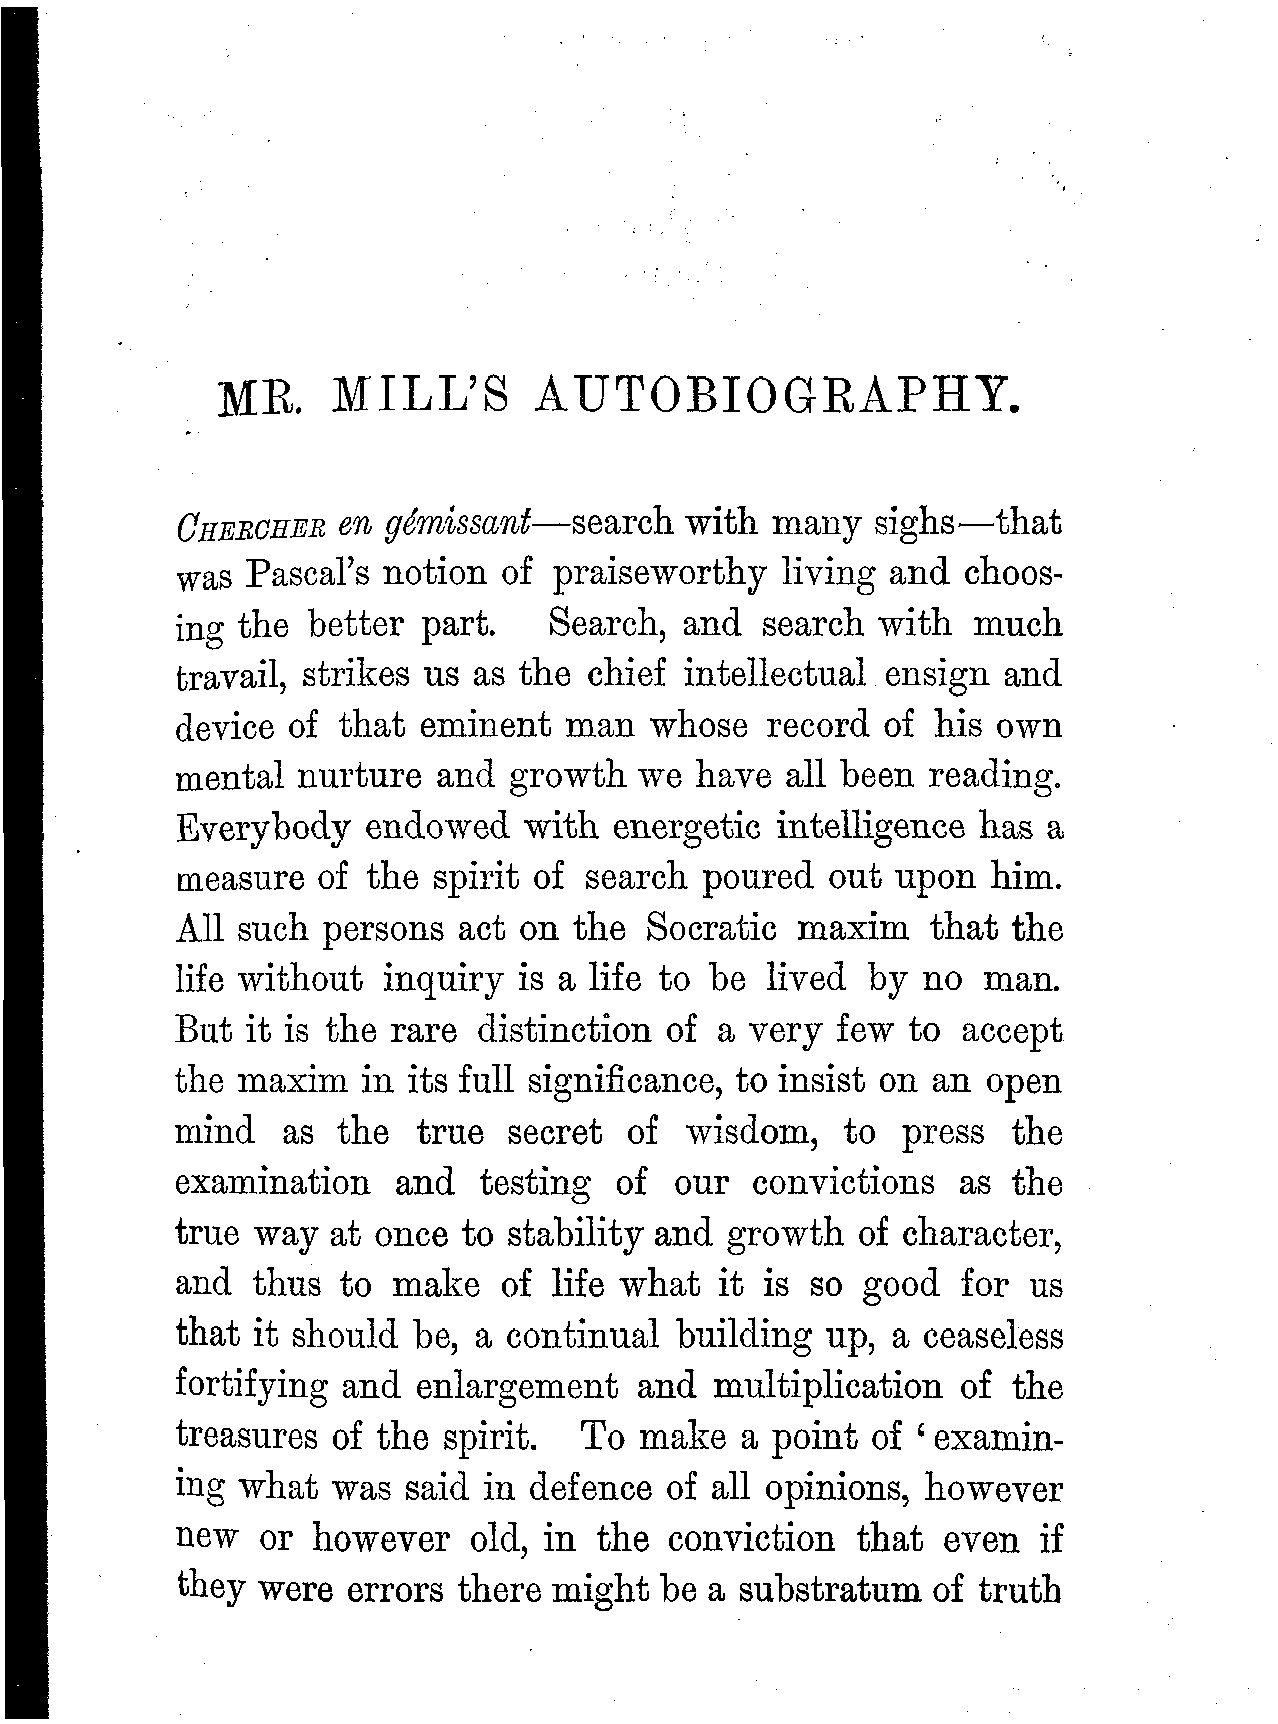 MR. MILL'S AUTOBIOGRAPHY.
CHERCHER en gémissant—search with many sighs—that
was Pascal's notion of praiseworthy living and choos-
ing the better part. Search, and search with much
travail, strikes us as the chief intellectual ensign and
device of that eminent man whose record of his own
mental nurture and growth we have all been reading.
Everybody endowed with energetic intelligence has a
measure of the spirit of search poured out upon him.
All such persons act on the Socratic maxim that the
life without inquiry is a life to be lived by no man.
But it is the rare distinction of a very few to accept
the maxim in its full significance, to insist on an open
mind as the true secret of wisdom, to press the
examination and testing of our convictions as the
true way at once to stability and growth of character,
and thus to make of life what it is so good for us
that it should be, a continual building up, a ceaseless
fortifying and enlargement and multiplication of the
treasures of the spirit. To make a point of ‘examin-
ing what was said in defence of all opinions, however
new or however old, in the conviction that even if
they were errors there might be a substratum of truth